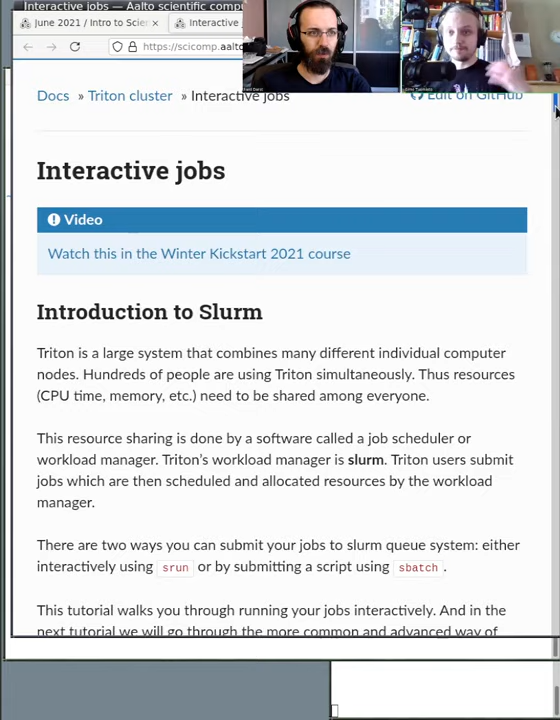 Interactive jobs — Aalto scientific compu
June 2021 / Intro to Scien
Interactive
https://scicomp.aalto
Docs » Triton cluster » Interactive jobs
Edit on GitHub
Interactive jobs
Video
Watch this in the Winter Kickstart 2021 course
Introduction to Slurm
Triton is a large system that combines many different individual computer
nodes. Hundreds of people are using Triton simultaneously. Thus resources
(CPU time, memory, etc.) need to be shared among everyone.
This resource sharing is done by a software called a job scheduler or
workload manager. Triton’s workload manager is slurm. Triton users submit
jobs which are then scheduled and allocated resources by the workload
manager.
There are two ways you can submit your jobs to slurm queue system: either
interactively using srun or by submitting a script using sbatch.
This tutorial walks you through running your jobs interactively. And in the
next tutorial we will go through the more common and advanced way of